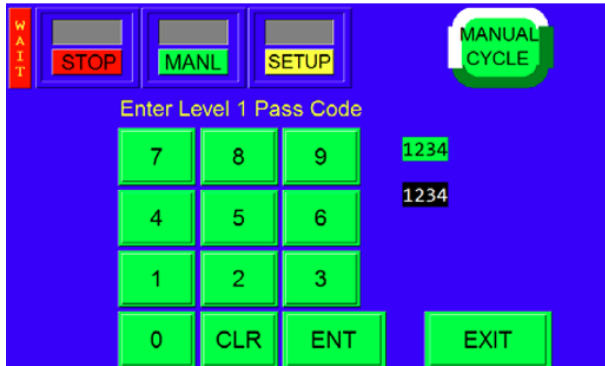 WAIT
STOP
MANL
SETUP
MANUAL
CYCLE
Enter Level 1 Pass Code
7 8 9 1234
4 5 6 1234
1 2 3
0 CLR ENT EXIT